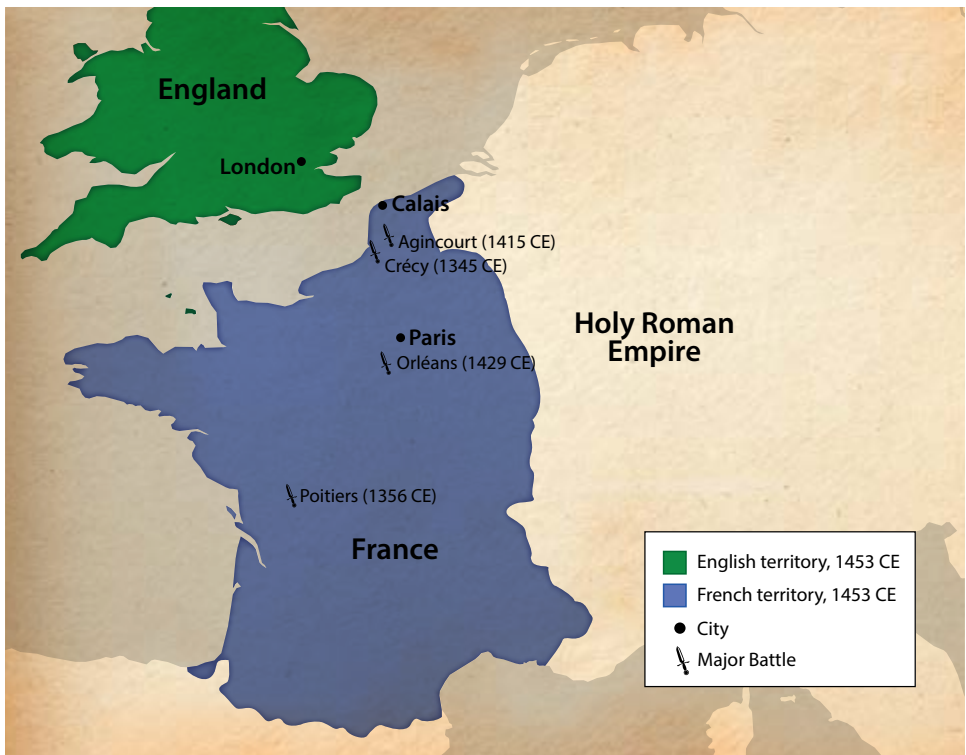 England
London
Calais
Agincourt (1415 CE)
Crécy (1345 CE)
Holy Roman
Empire
Paris
Orléans (1429 CE)
Poitiers (1356 CE)
France
English territory, 1453 CE
French territory, 1453 CE
City
Major Battle